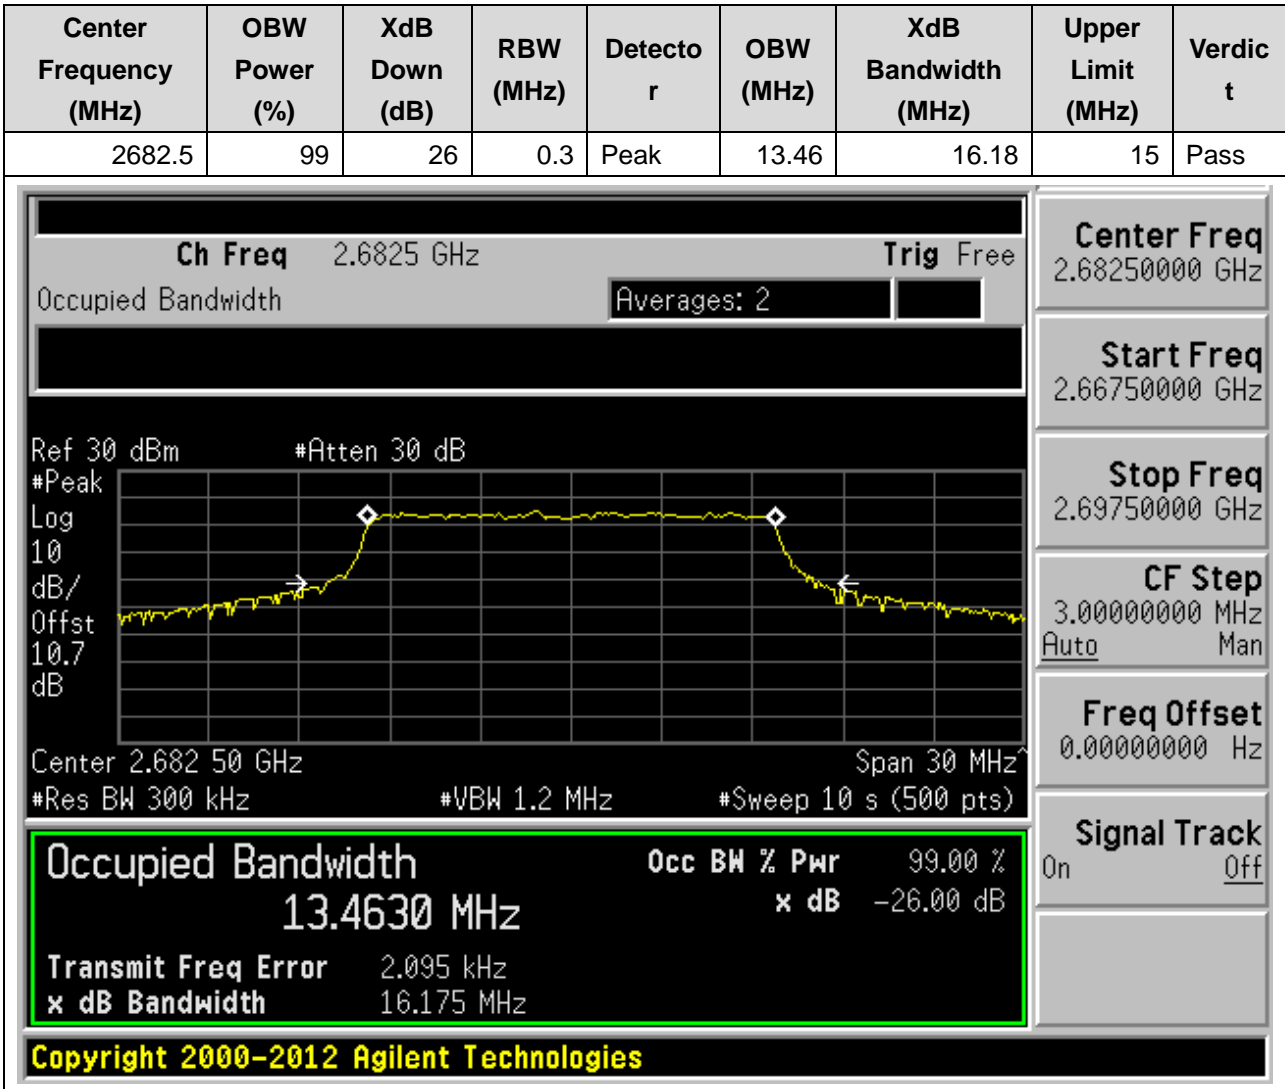 Center Frequency (MHz) OBW Power (%) XdB Down (dB) RBW (MHz) Detecto r OBW (MHz) XdB Bandwidth (MHz) Upper Limit (MHz) Verdic t
2682.5 99 26 0.3 Peak 13.46 16.18 15 Pass
Ch Freq 2.6825 GHz Trig Free
Occupied Bandwidth Averages: 2
Ref 30 dBm #Atten 30 dB
#Peak
Log
10
dB/
Offst
10.7
dB
Center 2.682 50 GHz Span 30 MHz^
#Res BW 300 kHz #VBW 1.2 MHz #Sweep 10 s (500 pts)
Occupied Bandwidth Occ BW % Pwr 99.00 %
13.4630 MHz x dB -26.00 dB
Transmit Freq Error 2.095 kHz
x dB Bandwidth 16.175 MHz
Center Freq
2.68250000 GHz
Start Freq
2.66750000 GHz
Stop Freq
2.69750000 GHz
CF Step
3.00000000 MHz
Auto Man
Freq Offset
0.00000000 Hz
Signal Track
On Off
Copyright 2000-2012 Agilent Technologies